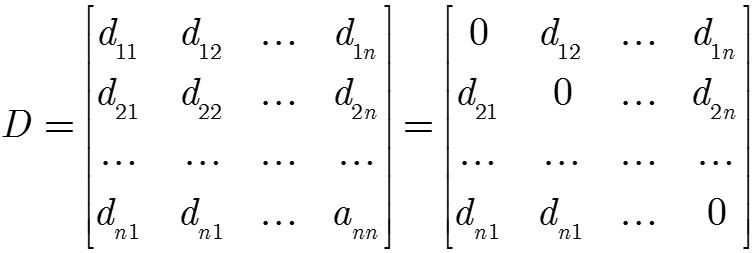 d₁₁ d₁₂ … d₁ₙ 0 d₁₂ … d₁ₙ
d₂₁ d₂₂ … d₂ₙ d₂₁ 0 … d₂ₙ
D = =
… … … … … … … …
dₙ₁ dₙ₁ … aₙₙ dₙ₁ dₙ₁ … 0